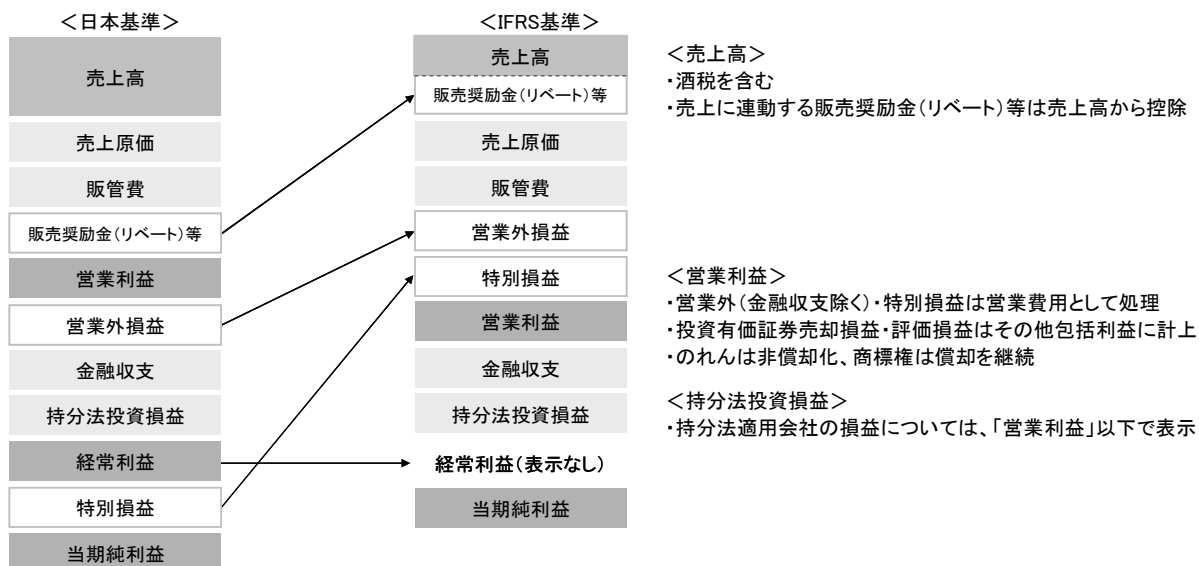 ＜日本基準＞
売上高
売上原価
販管費
販売奨励金（リベート）等
営業利益
営業外損益
金融収支
持分法投資損益
経常利益
特別損益
当期純利益
＜IFRS基準＞
売上高
販売奨励金（リベート）等
売上原価
販管費
営業外損益
特別損益
営業利益
金融収支
持分法投資損益
経常利益（表示なし）
当期純利益
＜売上高＞
・酒税を含む
・売上に連動する販売奨励金（リベート）等は売上高から控除
＜営業利益＞
・営業外（金融収支除く）・特別損益は営業費用として処理
・投資有価証券売却損益・評価損益はその他包括利益に計上
・のれんは非償却化、商標権は償却を継続
＜持分法投資損益＞
・持分法適用会社の損益については、「営業利益」以下で表示